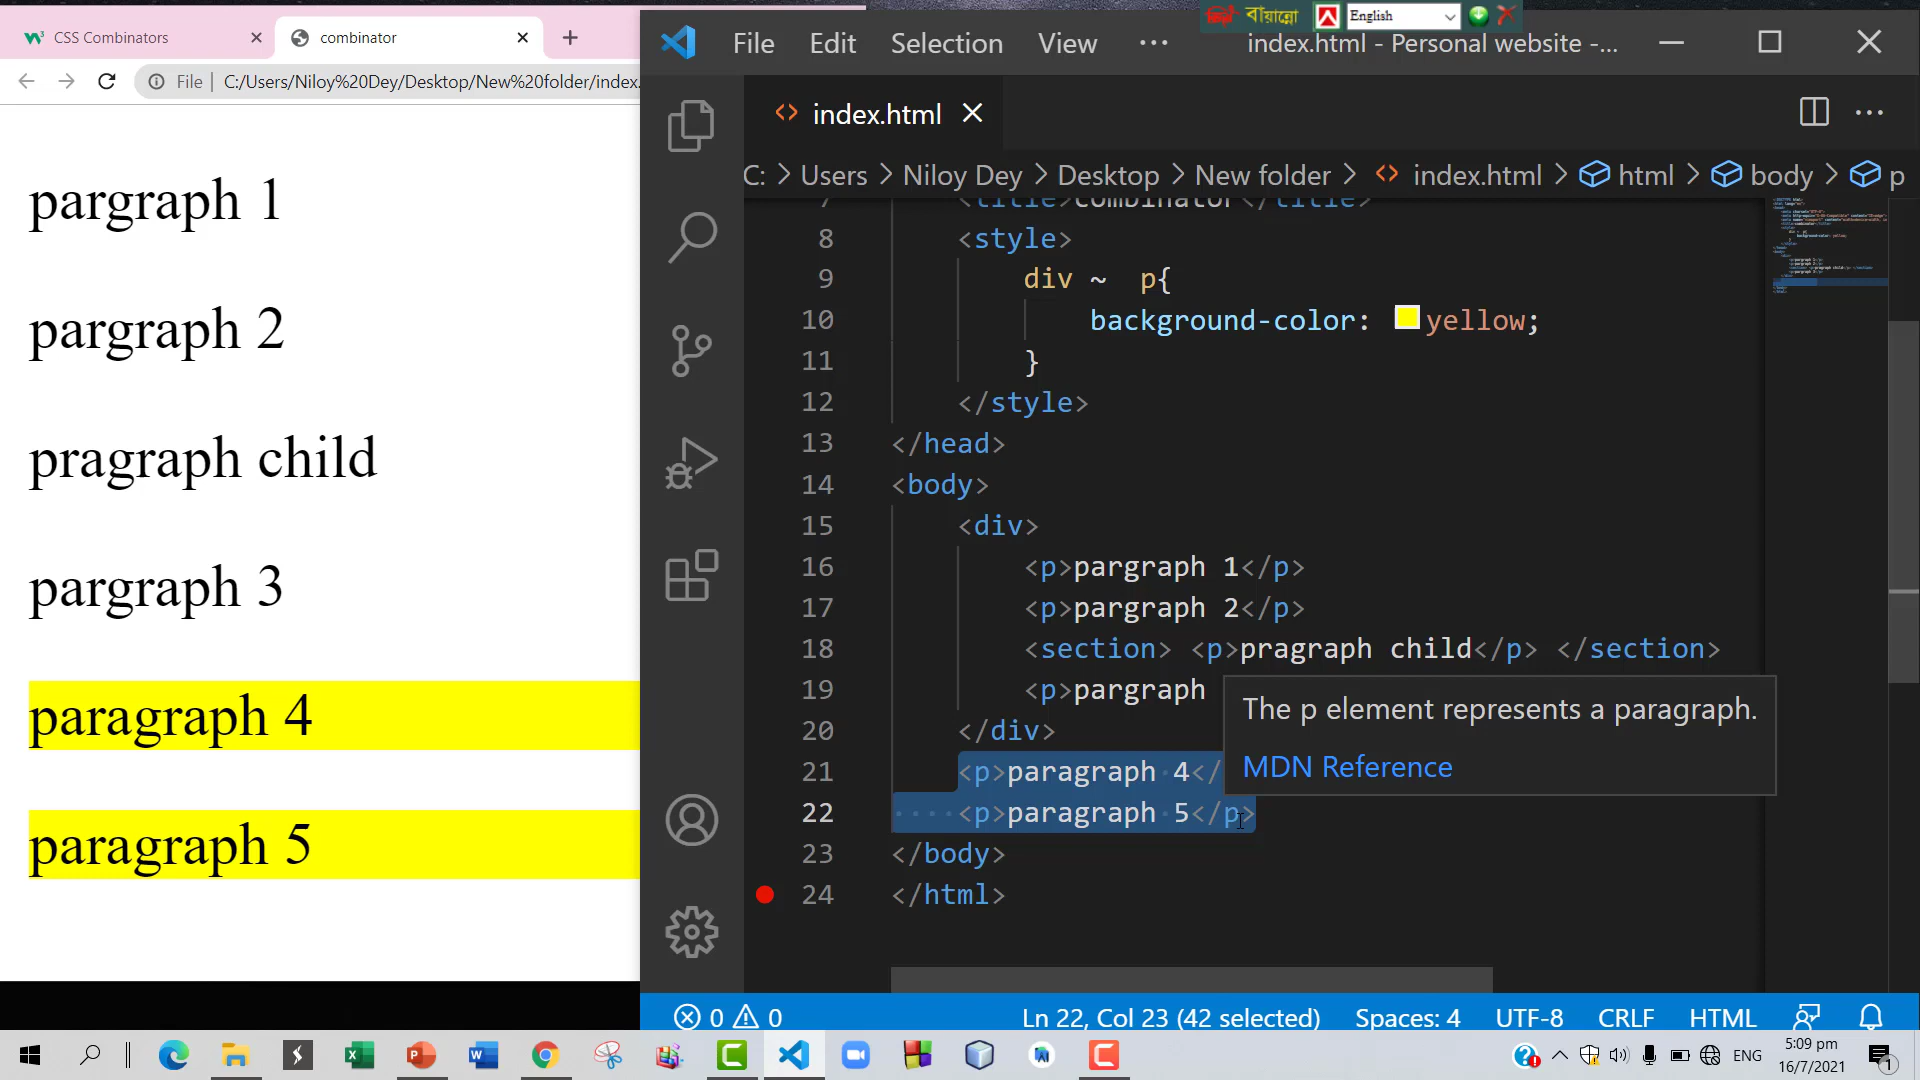 CSS Combinators
combinator
File | C:/Users/Niloy%20Dey/Desktop/New%20folder/index.
pargraph 1
pargraph 2
pragraph child
pargraph 3
paragraph 4
paragraph 5
English
File Edit Selection View ··· index.html - Personal website -...
index.html
C: > Users > Niloy Dey > Desktop > New folder > index.html > html > body > p
7 <title>combinator</title>
8 <style>
9 div ~ p{
10 background-color: yellow;
11 }
12 </style>
13 </head>
14 <body>
15 <div>
16 <p>pargraph 1</p>
17 <p>pargraph 2</p>
18 <section> <p>pragraph child</p> </section>
19 <p>pargraph
20 </div>
21 <p>paragraph 4</
22 <p>paragraph 5</p>
23 </body>
24 </html>
The p element represents a paragraph.
MDN Reference
0 0 Ln 22, Col 23 (42 selected) Spaces: 4 UTF-8 CRLF HTML
ENG
5:09 pm
16/7/2021
1